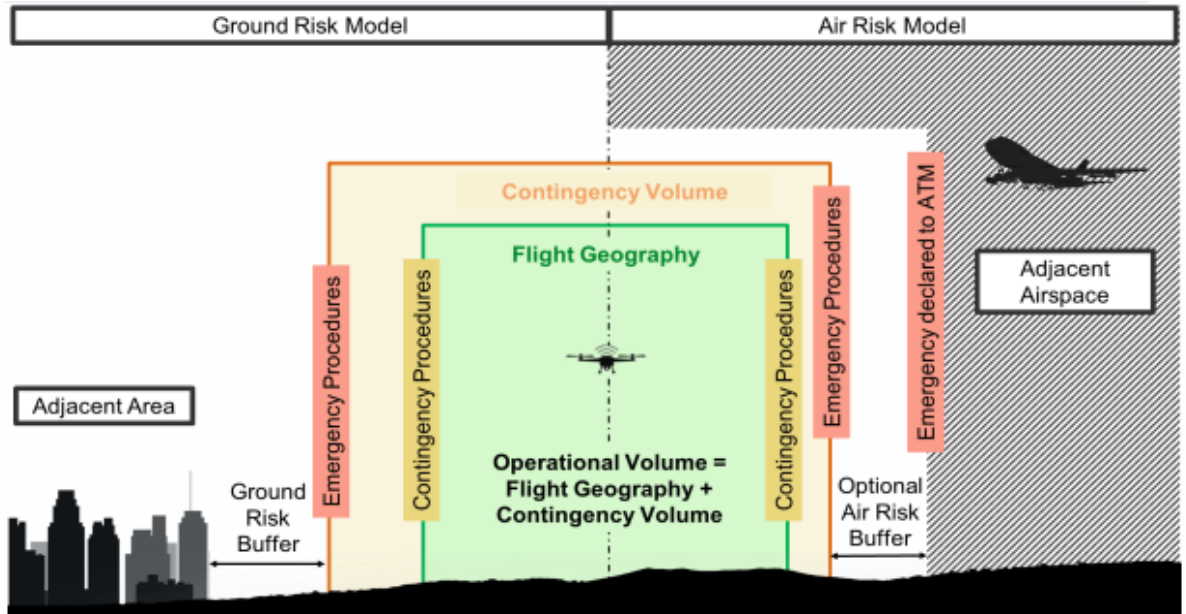 Ground Risk Model
Air Risk Model
Contingency Volume
Flight Geography
Emergency Procedures
Contingency Procedures
Contingency Procedures
Emergency Procedures
Emergency declared to ATM
Adjacent
Airspace
Adjacent Area
Operational Volume =
Flight Geography +
Contingency Volume
Ground
Risk
Buffer
Optional
Air Risk
Buffer